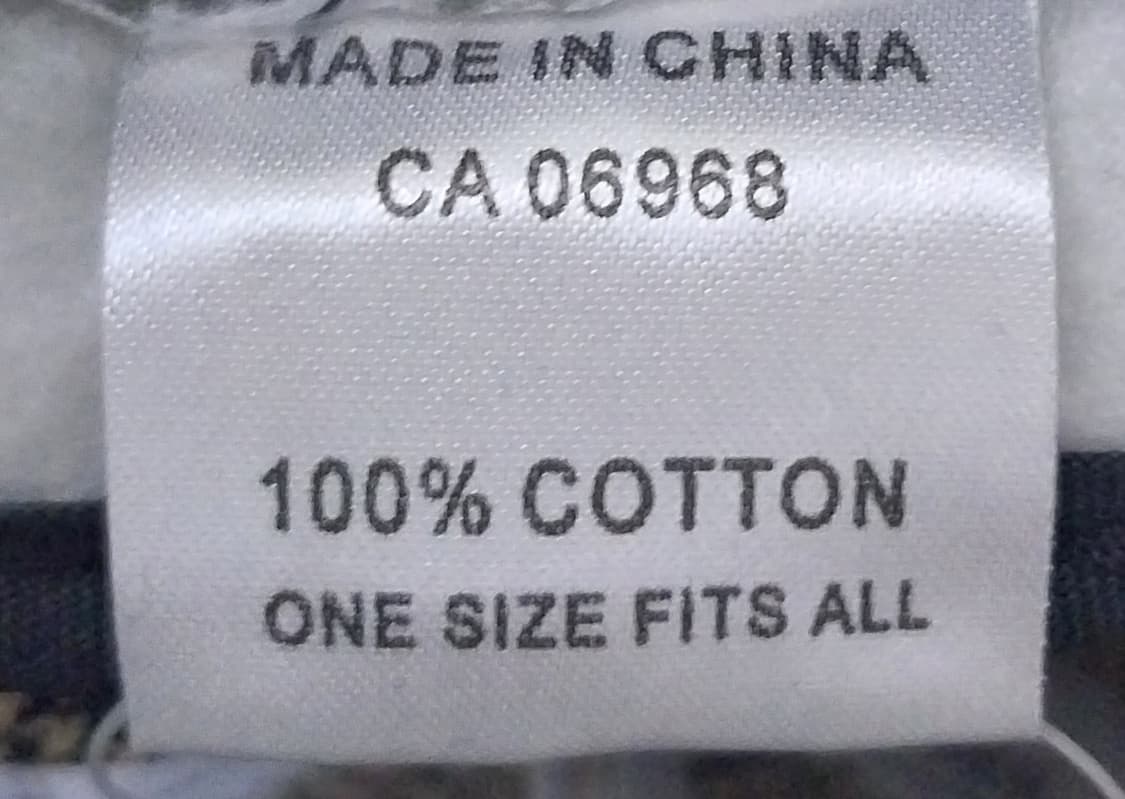 MADE IN CHINA
CA 06968
100% COTTON
ONE SIZE FITS ALL